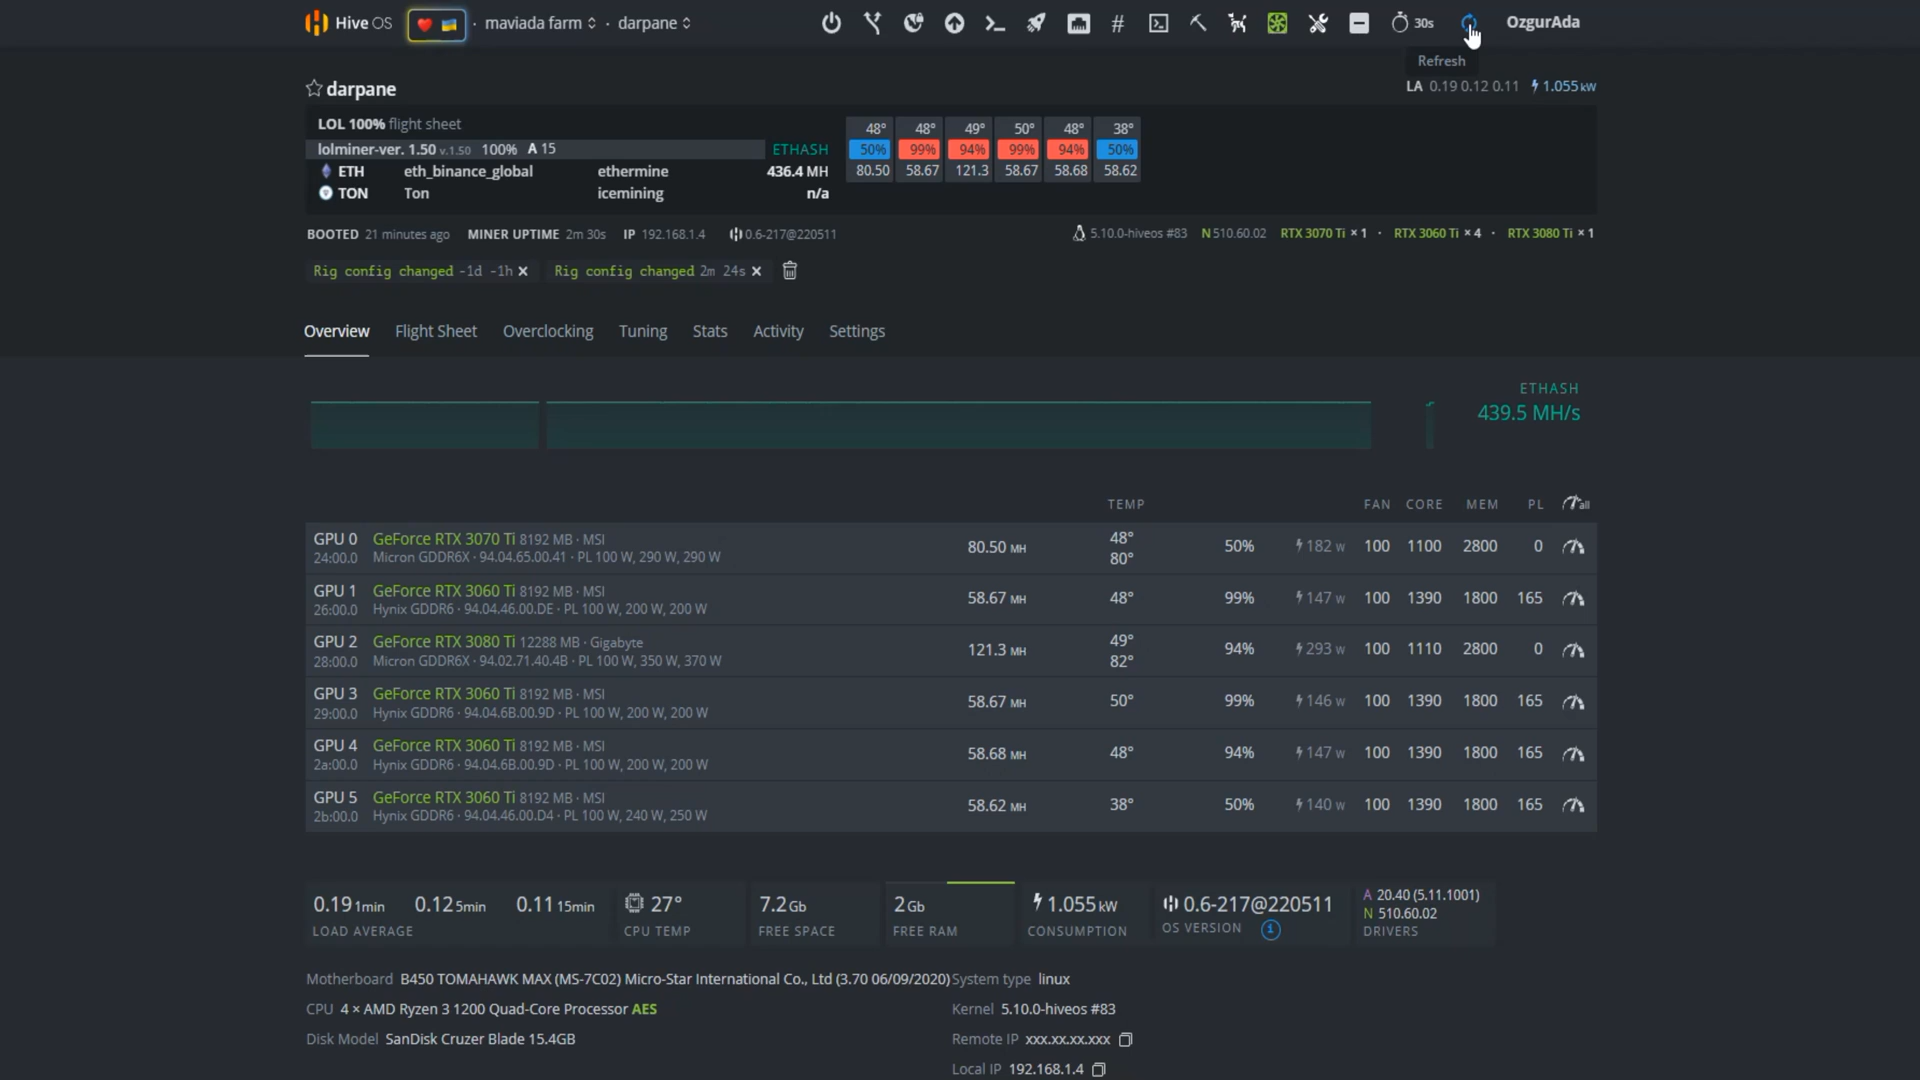 Hive OS maviada farm darpane # 30s OzgurAda
Refresh
darpane LA 0.19 0.12 0.11 1.055 kW
LOL 100% flight sheet
lolminer-ver. 1.50 v.1.50 100% A 15 ETHASH
ETH eth_binance_global ethermine 436.4 MH
TON Ton icemining n/a
48° 48° 49° 50° 48° 38°
50% 99% 94% 99% 94% 50%
80.50 58.67 121.3 58.67 58.68 58.62
BOOTED 21 minutes ago MINER UPTIME 2m 30s IP 192.168.1.4 0.6-217@220511 5.10.0-hiveos #83 N 510.60.02 RTX 3070 Ti × 1 · RTX 3060 Ti × 4 · RTX 3080 Ti × 1
Rig config changed -1d -1h × Rig config changed 2m 24s ×
Overview Flight Sheet Overclocking Tuning Stats Activity Settings
ETHASH
439.5 MH/s
TEMP FAN CORE MEM PL all
GPU 0 GeForce RTX 3070 Ti 8192 MB · MSI 80.50 MH 48° 50% 182 W 100 1100 2800 0
24:00.0 Micron GDDR6X · 94.04.65.00.41 · PL 100 W, 290 W, 290 W 80°
GPU 1 GeForce RTX 3060 Ti 8192 MB · MSI 58.67 MH 48° 99% 147 W 100 1390 1800 165
26:00.0 Hynix GDDR6 · 94.04.46.00.DE · PL 100 W, 200 W, 200 W
GPU 2 GeForce RTX 3080 Ti 12288 MB · Gigabyte 121.3 MH 49° 94% 293 W 100 1110 2800 0
28:00.0 Micron GDDR6X · 94.02.71.40.4B · PL 100 W, 350 W, 370 W 82°
GPU 3 GeForce RTX 3060 Ti 8192 MB · MSI 58.67 MH 50° 99% 146 W 100 1390 1800 165
29:00.0 Hynix GDDR6 · 94.04.6B.00.9D · PL 100 W, 200 W, 200 W
GPU 4 GeForce RTX 3060 Ti 8192 MB · MSI 58.68 MH 48° 94% 147 W 100 1390 1800 165
2a:00.0 Hynix GDDR6 · 94.04.6B.00.9D · PL 100 W, 200 W, 200 W
GPU 5 GeForce RTX 3060 Ti 8192 MB · MSI 58.62 MH 38° 50% 140 W 100 1390 1800 165
2b:00.0 Hynix GDDR6 · 94.04.46.00.D4 · PL 100 W, 240 W, 250 W
0.19 1min 0.12 5min 0.11 15min
LOAD AVERAGE
27°
CPU TEMP
7.2 Gb
FREE SPACE
2 Gb
FREE RAM
1.055 kW
CONSUMPTION
0.6-217@220511
OS VERSION i
A 20.40 (5.11.1001)
N 510.60.02
DRIVERS
Motherboard B450 TOMAHAWK MAX (MS-7C02) Micro-Star International Co., Ltd (3.70 06/09/2020) System type linux
CPU 4 × AMD Ryzen 3 1200 Quad-Core Processor AES Kernel 5.10.0-hiveos #83
Disk Model SanDisk Cruzer Blade 15.4GB Remote IP xxx.xx.xx.xxx
Local IP 192.168.1.4